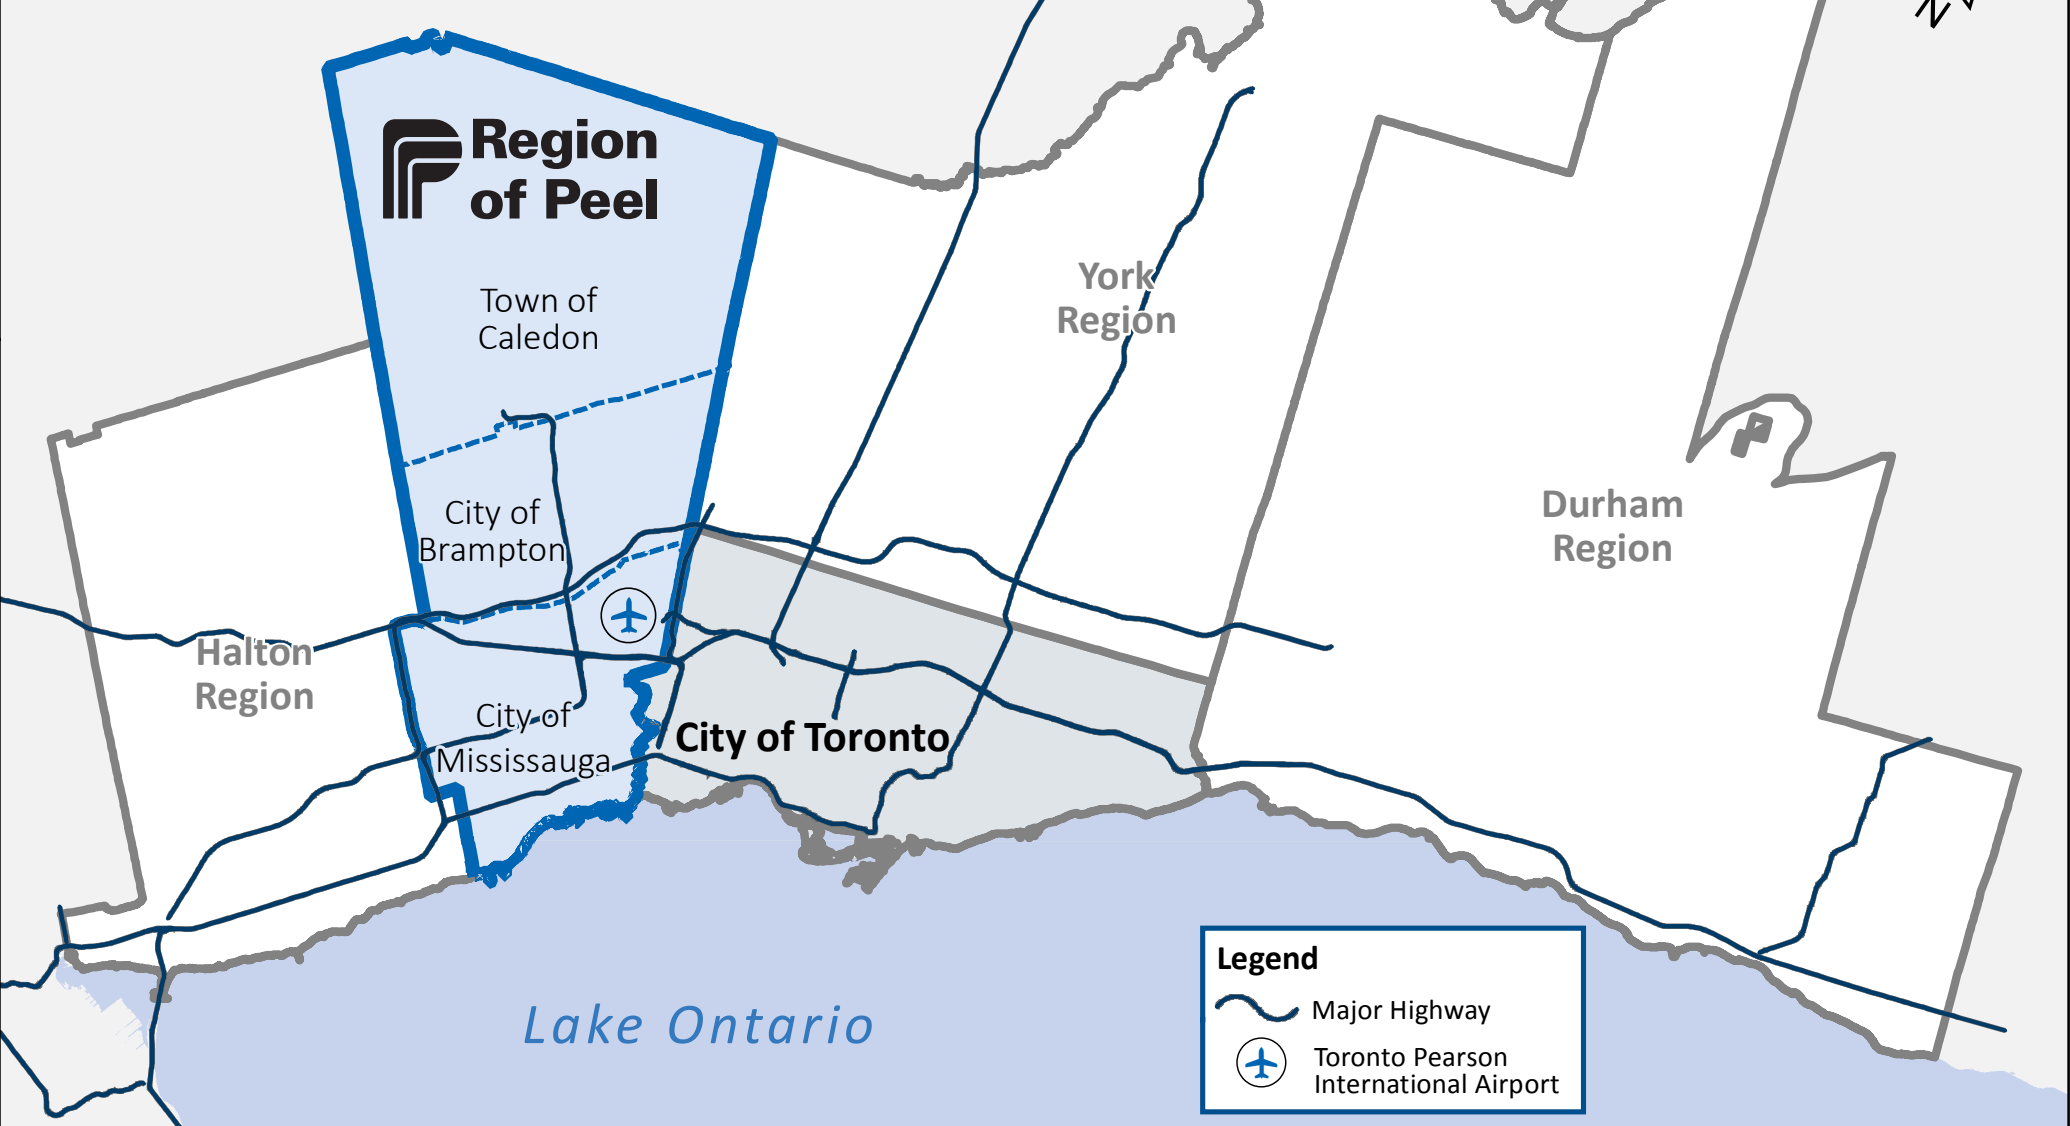 N
Region
of Peel
Town of
Caledon
York
Region
City of
Brampton
Durham
Region
Halton
Region
City of
Mississauga
City of Toronto
Lake Ontario
Legend
Major Highway
Toronto Pearson
International Airport